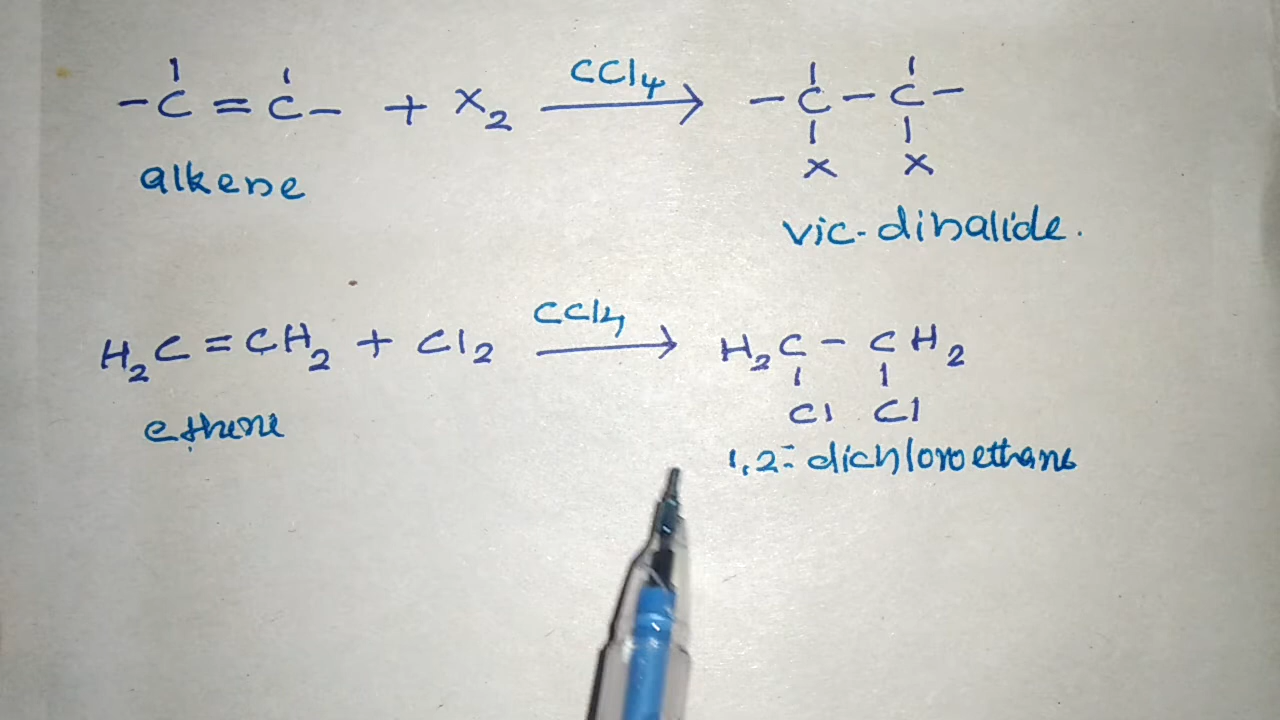 -C=C- + X₂ —CCl₄→ -C-C-
X X
alkene
vic-dihalide.
H₂C=CH₂ + Cl₂ —CCl₄→ H₂C-CH₂
Cl Cl
ethene
1,2-dichloroethane